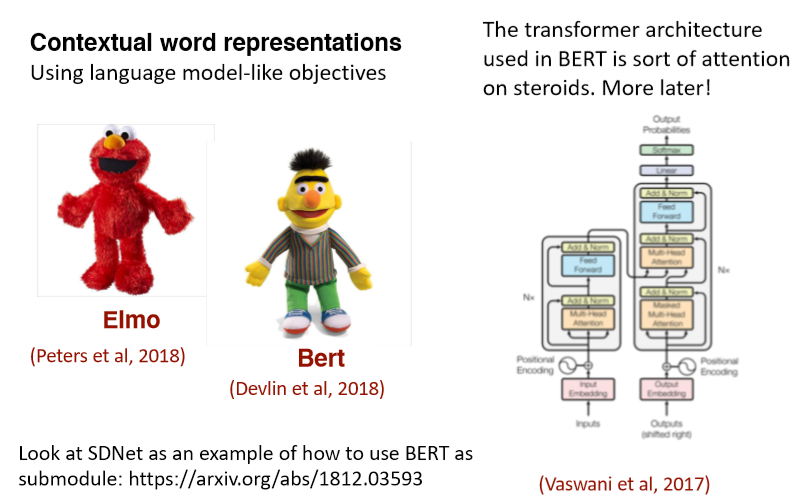 Contextual word representations
Using language model-like objectives
The transformer architecture
used in BERT is sort of attention
on steroids. More later!
Elmo
(Peters et al, 2018)
Bert
(Devlin et al, 2018)
Output
Probabilities
Softmax
Linear
Add & Norm
Feed
Forward
Add & Norm
Multi-Head
Attention
Add & Norm
Masked
Multi-Head
Attention
Nx
Add & Norm
Feed
Forward
Add & Norm
Multi-Head
Attention
Nx
Positional
Encoding
Positional
Encoding
Input
Embedding
Output
Embedding
Inputs
Outputs
(shifted right)
(Vaswani et al, 2017)
Look at SDNet as an example of how to use BERT as
submodule: https://arxiv.org/abs/1812.03593